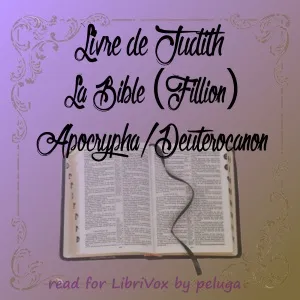 Livre de Judith
La Bible (Fillion)
Apocrypha/Deuterocanon
read for LibriVox by peluga